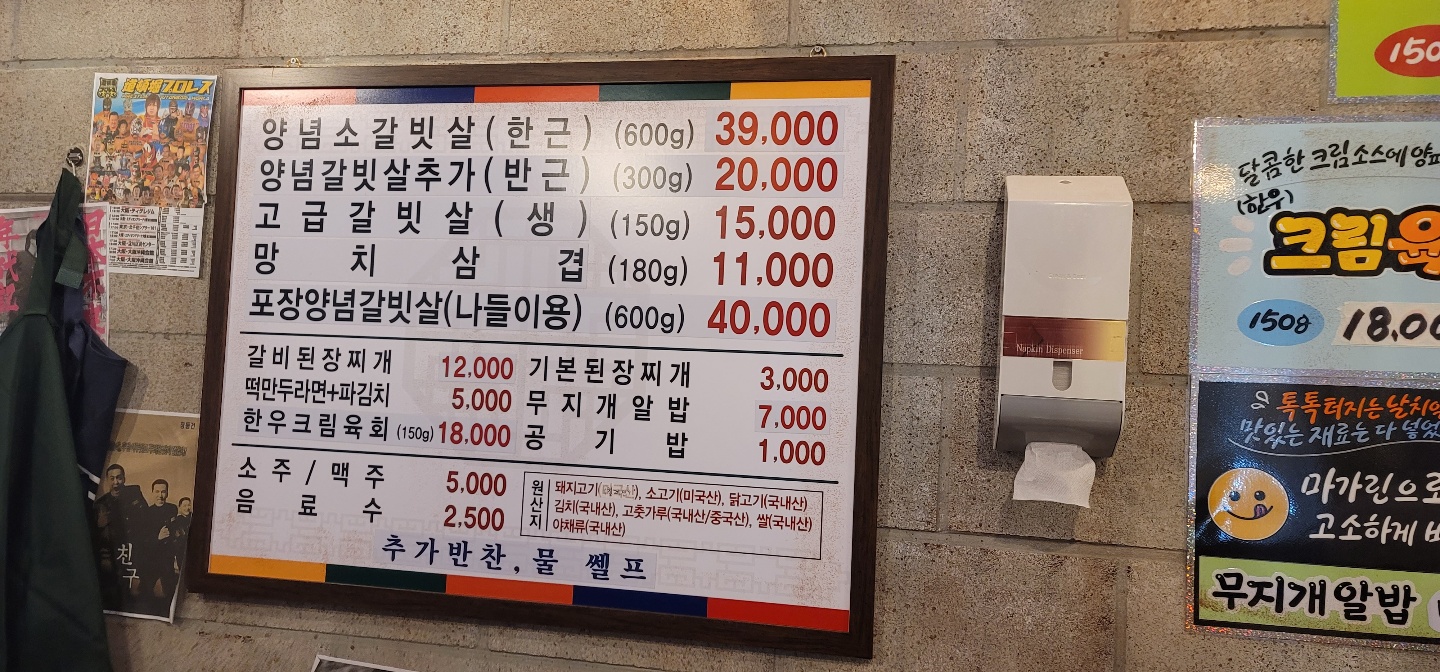 양념소갈빗살(한근) (600g) 39,000
양념갈빗살추가(반근) (300g) 20,000
고급갈빗살(생) (150g) 15,000
망치삼겹 (180g) 11,000
포장양념갈빗살(나들이용) (600g) 40,000
갈비된장찌개 12,000 기본된장찌개 3,000
떡만두라면+파김치 5,000 무지개알밥 7,000
한우크림육회 (150g) 18,000 공기밥 1,000
소주/맥주 5,000
음료수 2,500
원산지
돼지고기( ), 소고기(미국산), 닭고기(국내산)
김치(국내산), 고춧가루(국내산/중국산), 쌀(국내산)
야채류(국내산)
추가반찬, 물 쎌프
道頓堀プロレス
친구
Napkin Dispenser
150
달콤한 크림소스에
(한우)
크림
150g 18.00
톡톡터지는 날치알
맛있는 재료는 다 넣었
마가린으로
고소하게
무지개알밥